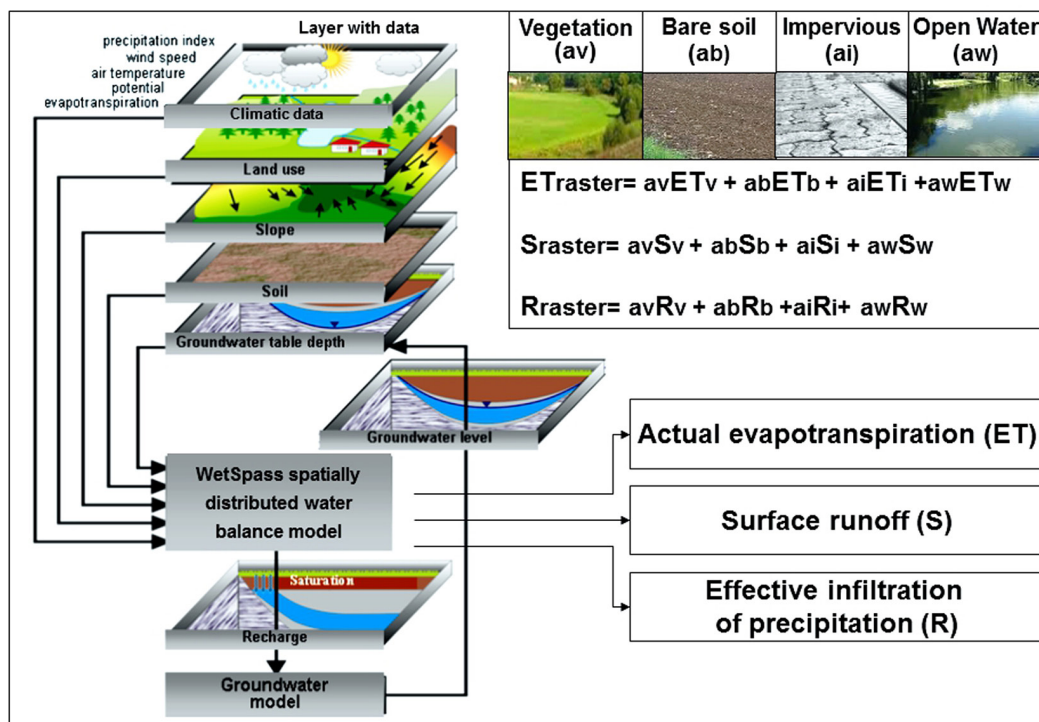 Layer with data
precipitation index
wind speed
air temperature
potential
evapotranspiration
Climatic data
Land use
Slope
Soil
Groundwater table depth
Groundwater level
WetSpass spatially
distributed water
balance model
Saturation
Recharge
Groundwater
model
Vegetation
(av)
Bare soil
(ab)
Impervious
(ai)
Open Water
(aw)
ETraster= avETv + abETb + aiETi +awETw
Sraster= avSv + abSb + aiSi + awSw
Rraster= avRv + abRb +aiRi+ awRw
Actual evapotranspiration (ET)
Surface runoff (S)
Effective infiltration
of precipitation (R)